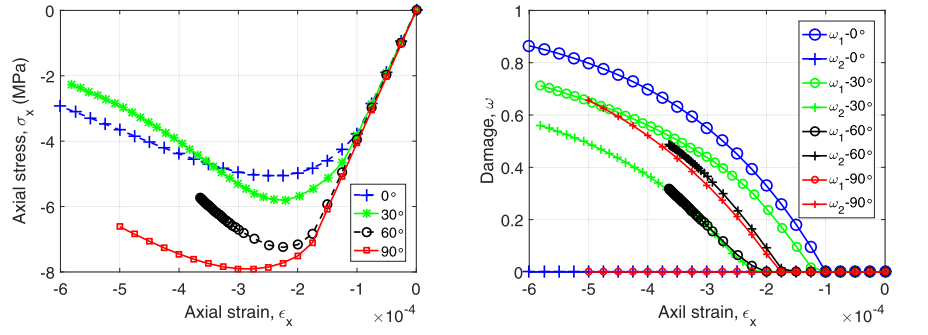 0
-2
-4
-6
-8
Axial stress, σx (MPa)
0°
30°
60°
90°
-6 -5 -4 -3 -2 -1 0
Axial strain, ϵx
×10-4
1
0.8
0.6
0.4
0.2
0
Damage, ω
ω1-0°
ω2-0°
ω1-30°
ω2-30°
ω1-60°
ω2-60°
ω1-90°
ω2-90°
-6 -5 -4 -3 -2 -1 0
Axil strain, ϵx
×10-4